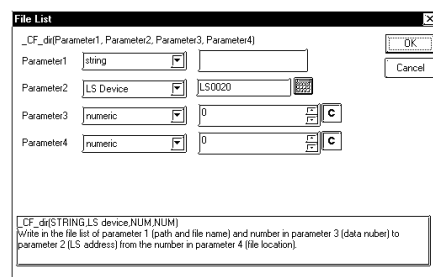 File List
_CF_dir(Parameter1, Parameter2, Parameter3, Parameter4)
OK
Cancel
Parameter1 string
Parameter2 LS Device LS0020
Parameter3 numeric 0 C
Parameter4 numeric 0 C
_CF_dir(STRING,LS device,NUM,NUM)
Write in the file list of parameter 1 (path and file name) and number in parameter 3 (data nuber) to
parameter 2 (LS address) from the number in parameter 4 (file location).